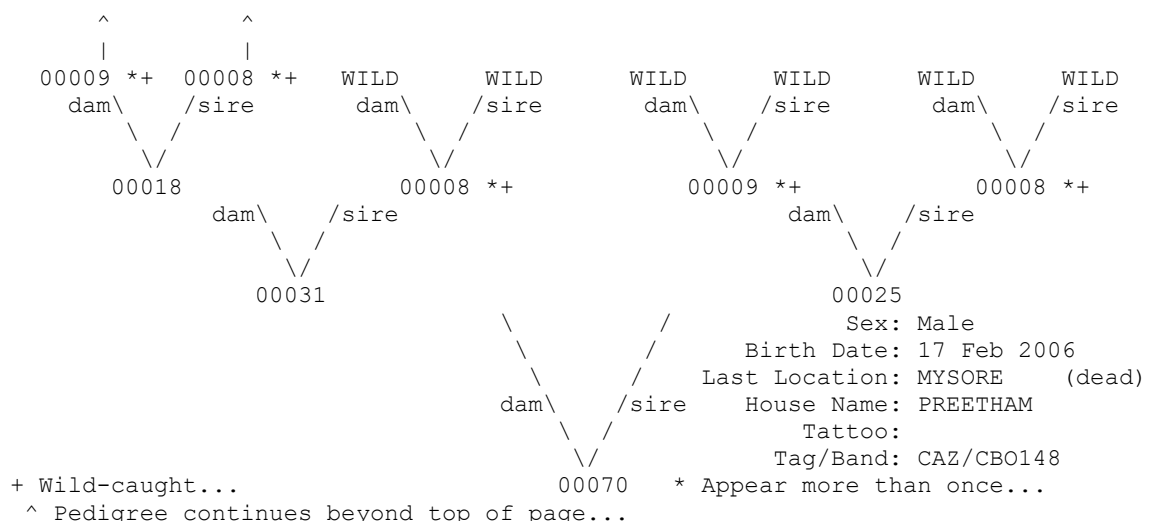 ^ ^
| |
00009 *+ 00008 *+ WILD WILD WILD WILD WILD WILD
dam\ /sire dam\ /sire dam\ /sire dam\ /sire
\ / \ / \ / \ /
\/ \/ \/ \/
00018 00008 *+ 00009 *+ 00008 *+
dam\ /sire dam\ /sire
\ / \ /
\/ \/
00031 00025
\ / Sex: Male
\ / Birth Date: 17 Feb 2006
\ / Last Location: MYSORE (dead)
dam\ /sire House Name: PREETHAM
\ / Tattoo:
\/ Tag/Band: CAZ/CBO148
+ Wild-caught... 00070 * Appear more than once...
^ Pedigree continues beyond top of page...